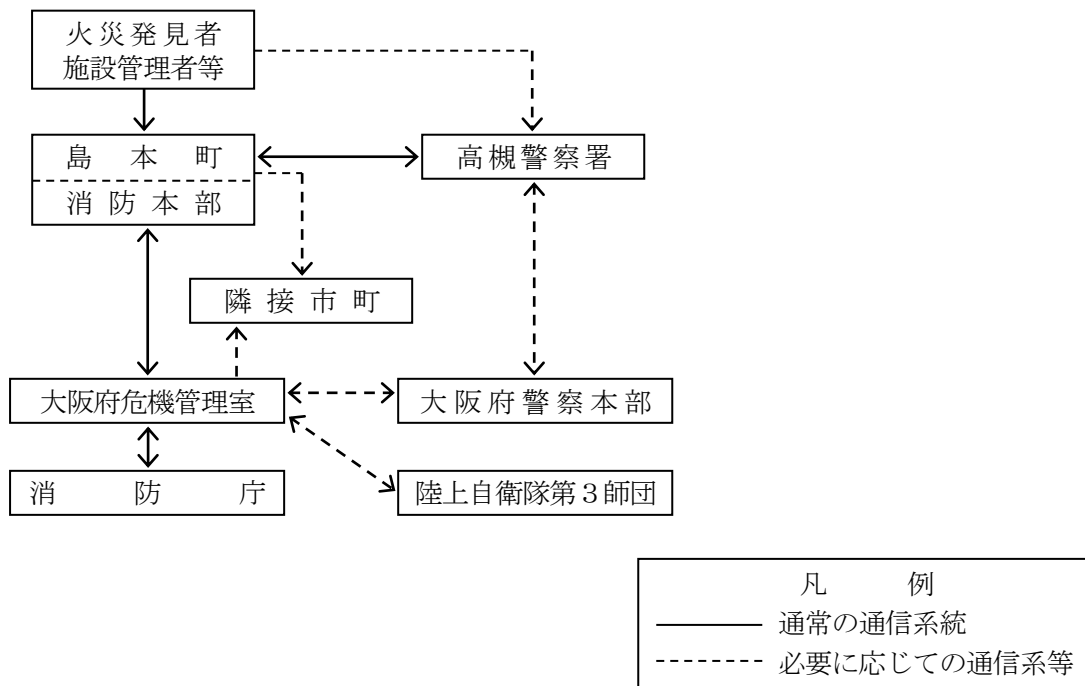 火災発見者
施設管理者等
島本町
高槻警察署
消防本部
隣接市町
大阪府危機管理室
大阪府警察本部
消防庁
陸上自衛隊第３師団
凡例
通常の通信系統
必要に応じての通信系等